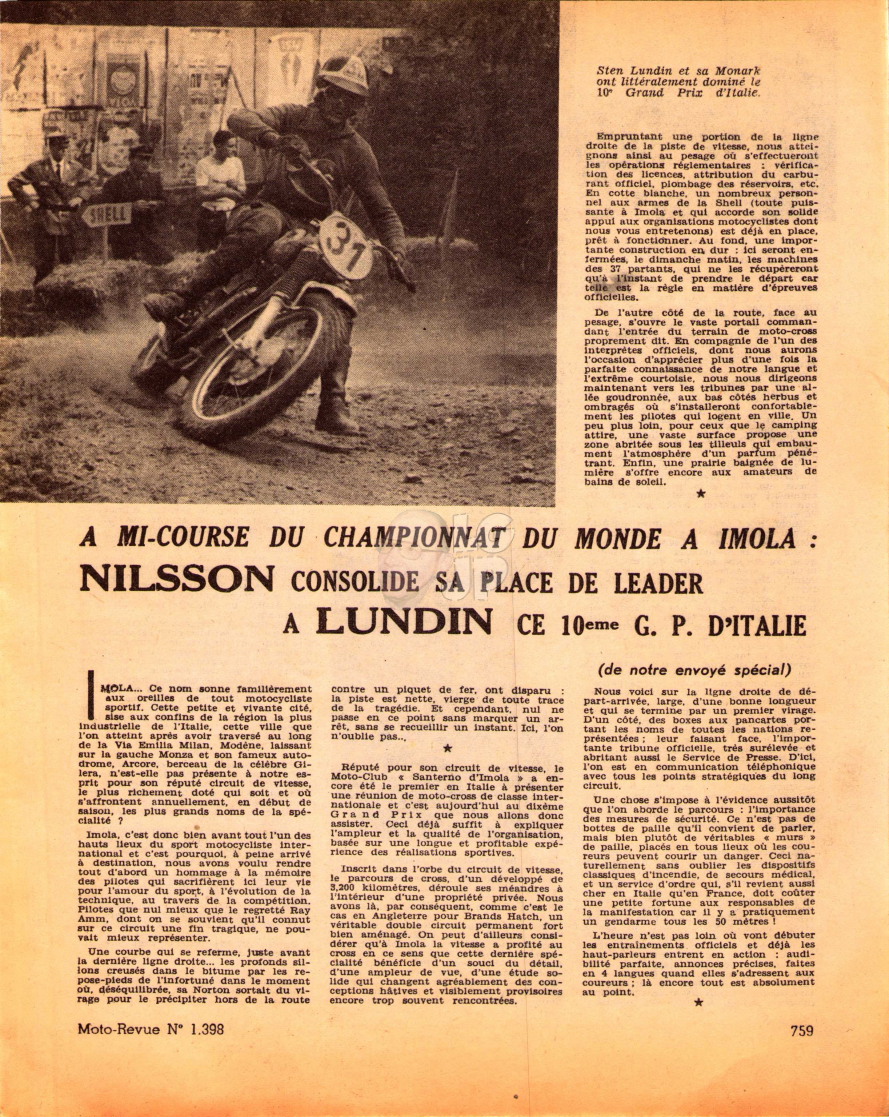 SHELL
31
Sten Lundin et sa Monark
ont littéralement dominé le
10e Grand Prix d'Italie.
Empruntant une portion de la ligne
droite de la piste de vitesse, nous attei-
gnons ainsi au pesage où s'effectueront
les opérations réglementaires : vérifica-
tion des licences, attribution du carbu-
rant officiel, plombage des réservoirs, etc.
En cotte blanche, un nombreux person-
nel aux armes de la Shell (toute puis-
sante à Imola et qui accorde son solide
appui aux organisations motocyclistes dont
nous vous entretenons) est déjà en place,
prêt à fonctionner. Au fond, une impor-
tante construction en dur : ici seront en-
fermées, le dimanche matin, les machines
des 37 partants, qui ne les récupèreront
qu'à l'instant de prendre le départ car
telle est la règle en matière d'épreuves
officielles.
De l'autre côté de la route, face au
pesage, s'ouvre le vaste portail comman-
dant l'entrée du terrain de moto-cross
proprement dit. En compagnie de l'un des
interprètes officiels, dont nous aurons
l'occasion d'apprécier plus d'une fois la
parfaite connaissance de notre langue et
l'extrême courtoisie, nous nous dirigeons
maintenant vers les tribunes par une al-
lée goudronnée, aux bas côtés herbus et
ombragés où s'installeront confortable-
ment les pilotes qui logent en ville. Un
peu plus loin, pour ceux que le camping
attire, une vaste surface propose une
zone abritée sous les tilleuls qui embau-
ment l'atmosphère d'un parfum péné-
trant. Enfin, une prairie baignée de lu-
mière s'offre encore aux amateurs de
bains de soleil.
★
A MI-COURSE DU CHAMPIONNAT DU MONDE A IMOLA :
NILSSON CONSOLIDE SA PLACE DE LEADER
A LUNDIN CE 10eme G. P. D'ITALIE
(de notre envoyé spécial)
IMOLA... Ce nom sonne familièrement
aux oreilles de tout motocycliste
sportif. Cette petite et vivante cité,
sise aux confins de la région la plus
industrielle de l'Italie, cette ville que
l'on atteint après avoir traversé au long
de la Via Emilia Milan, Modène, laissant
sur la gauche Monza et son fameux auto-
drome, Arcore, berceau de la célèbre Gi-
lera, n'est-elle pas présente à notre es-
prit pour son réputé circuit de vitesse,
le plus richement doté qui soit et où
s'affrontent annuellement, en début de
saison, les plus grands noms de la spé-
cialité ?
Imola, c'est donc bien avant tout l'un des
hauts lieux du sport motocycliste inter-
national et c'est pourquoi, à peine arrivé
à destination, nous avons voulu rendre
tout d'abord un hommage à la mémoire
des pilotes qui sacrifièrent ici leur vie
pour l'amour du sport, à l'évolution de la
technique, au travers de la compétition.
Pilotes que nul mieux que le regretté Ray
Amm, dont on se souvient qu'il connut
sur ce circuit une fin tragique, ne pou-
vait mieux représenter.
Une courbe qui se referme, juste avant
la dernière ligne droite... les profonds sil-
lons creusés dans le bitume par les re-
pose-pieds de l'infortuné dans le moment
où, déséquilibrée, sa Norton sortait du vi-
rage pour le précipiter hors de la route
contre un piquet de fer, ont disparu :
la piste est nette, vierge de toute trace
de la tragédie. Et cependant, nul ne
passe en ce point sans marquer un ar-
rêt, sans se recueillir un instant. Ici, l'on
n'oublie pas...
★
Réputé pour son circuit de vitesse, le
Moto-Club « Santerno d'Imola » a en-
core été le premier en Italie à présenter
une réunion de moto-cross de classe inter-
nationale et c'est aujourd'hui au dixième
Grand Prix que nous allons donc
assister. Ceci déjà suffit à expliquer
l'ampleur et la qualité de l'organisation,
basée sur une longue et profitable expé-
rience des réalisations sportives.
Inscrit dans l'orbe du circuit de vitesse,
le parcours de cross, d'un développé de
3,200 kilomètres, déroule ses méandres à
l'intérieur d'une propriété privée. Nous
avons là, par conséquent, comme c'est le
cas en Angleterre pour Brands Hatch, un
véritable double circuit permanent fort
bien aménagé. On peut d'ailleurs consi-
dérer qu'à Imola la vitesse a profité au
cross en ce sens que cette dernière spé-
cialité bénéficie d'un souci du détail,
d'une ampleur de vue, d'une étude so-
lide qui changent agréablement des con-
ceptions hâtives et visiblement provisoires
encore trop souvent rencontrées.
Nous voici sur la ligne droite de dé-
part-arrivée, large, d'une bonne longueur
et qui se termine par un premier virage.
D'un côté, des boxes aux pancartes por-
tant les noms de toutes les nations re-
présentées ; leur faisant face, l'impor-
tante tribune officielle, très surélevée et
abritant aussi le Service de Presse. D'ici,
l'on est en communication téléphonique
avec tous les points stratégiques du long
circuit.
Une chose s'impose à l'évidence aussitôt
que l'on aborde le parcours : l'importance
des mesures de sécurité. Ce n'est pas de
bottes de paille qu'il convient de parler,
mais bien plutôt de véritables « murs »
de paille, placés en tous lieux où les cou-
reurs peuvent courir un danger. Ceci na-
turellement sans oublier les dispositifs
classiques d'incendie, de secours médical,
et un service d'ordre qui, s'il revient aussi
cher en Italie qu'en France, doit coûter
une petite fortune aux responsables de
la manifestation car il y a pratiquement
un gendarme tous les 50 mètres !
L'heure n'est pas loin où vont débuter
les entraînements officiels et déjà les
haut-parleurs entrent en action : audi-
bilité parfaite, annonces précises, faites
en 4 langues quand elles s'adressent aux
coureurs ; là encore tout est absolument
au point.
★
Moto-Revue N° 1.398
759